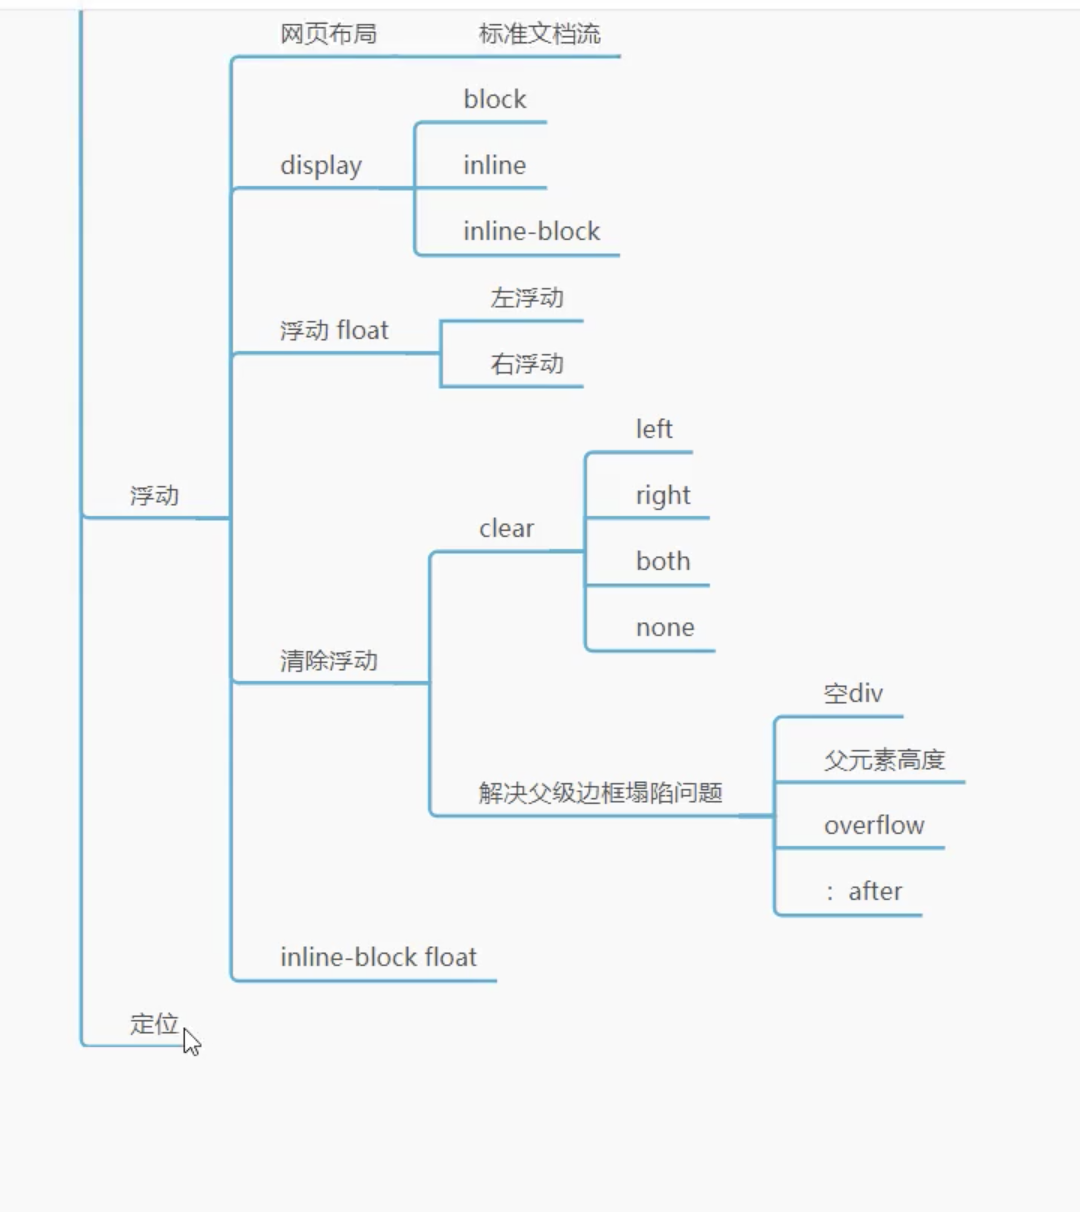 网页布局 标准文档流
block
display
inline
inline-block
浮动 float
左浮动
右浮动
浮动
清除浮动
clear
left
right
both
none
解决父级边框塌陷问题
空div
父元素高度
overflow
：after
inline-block float
定位